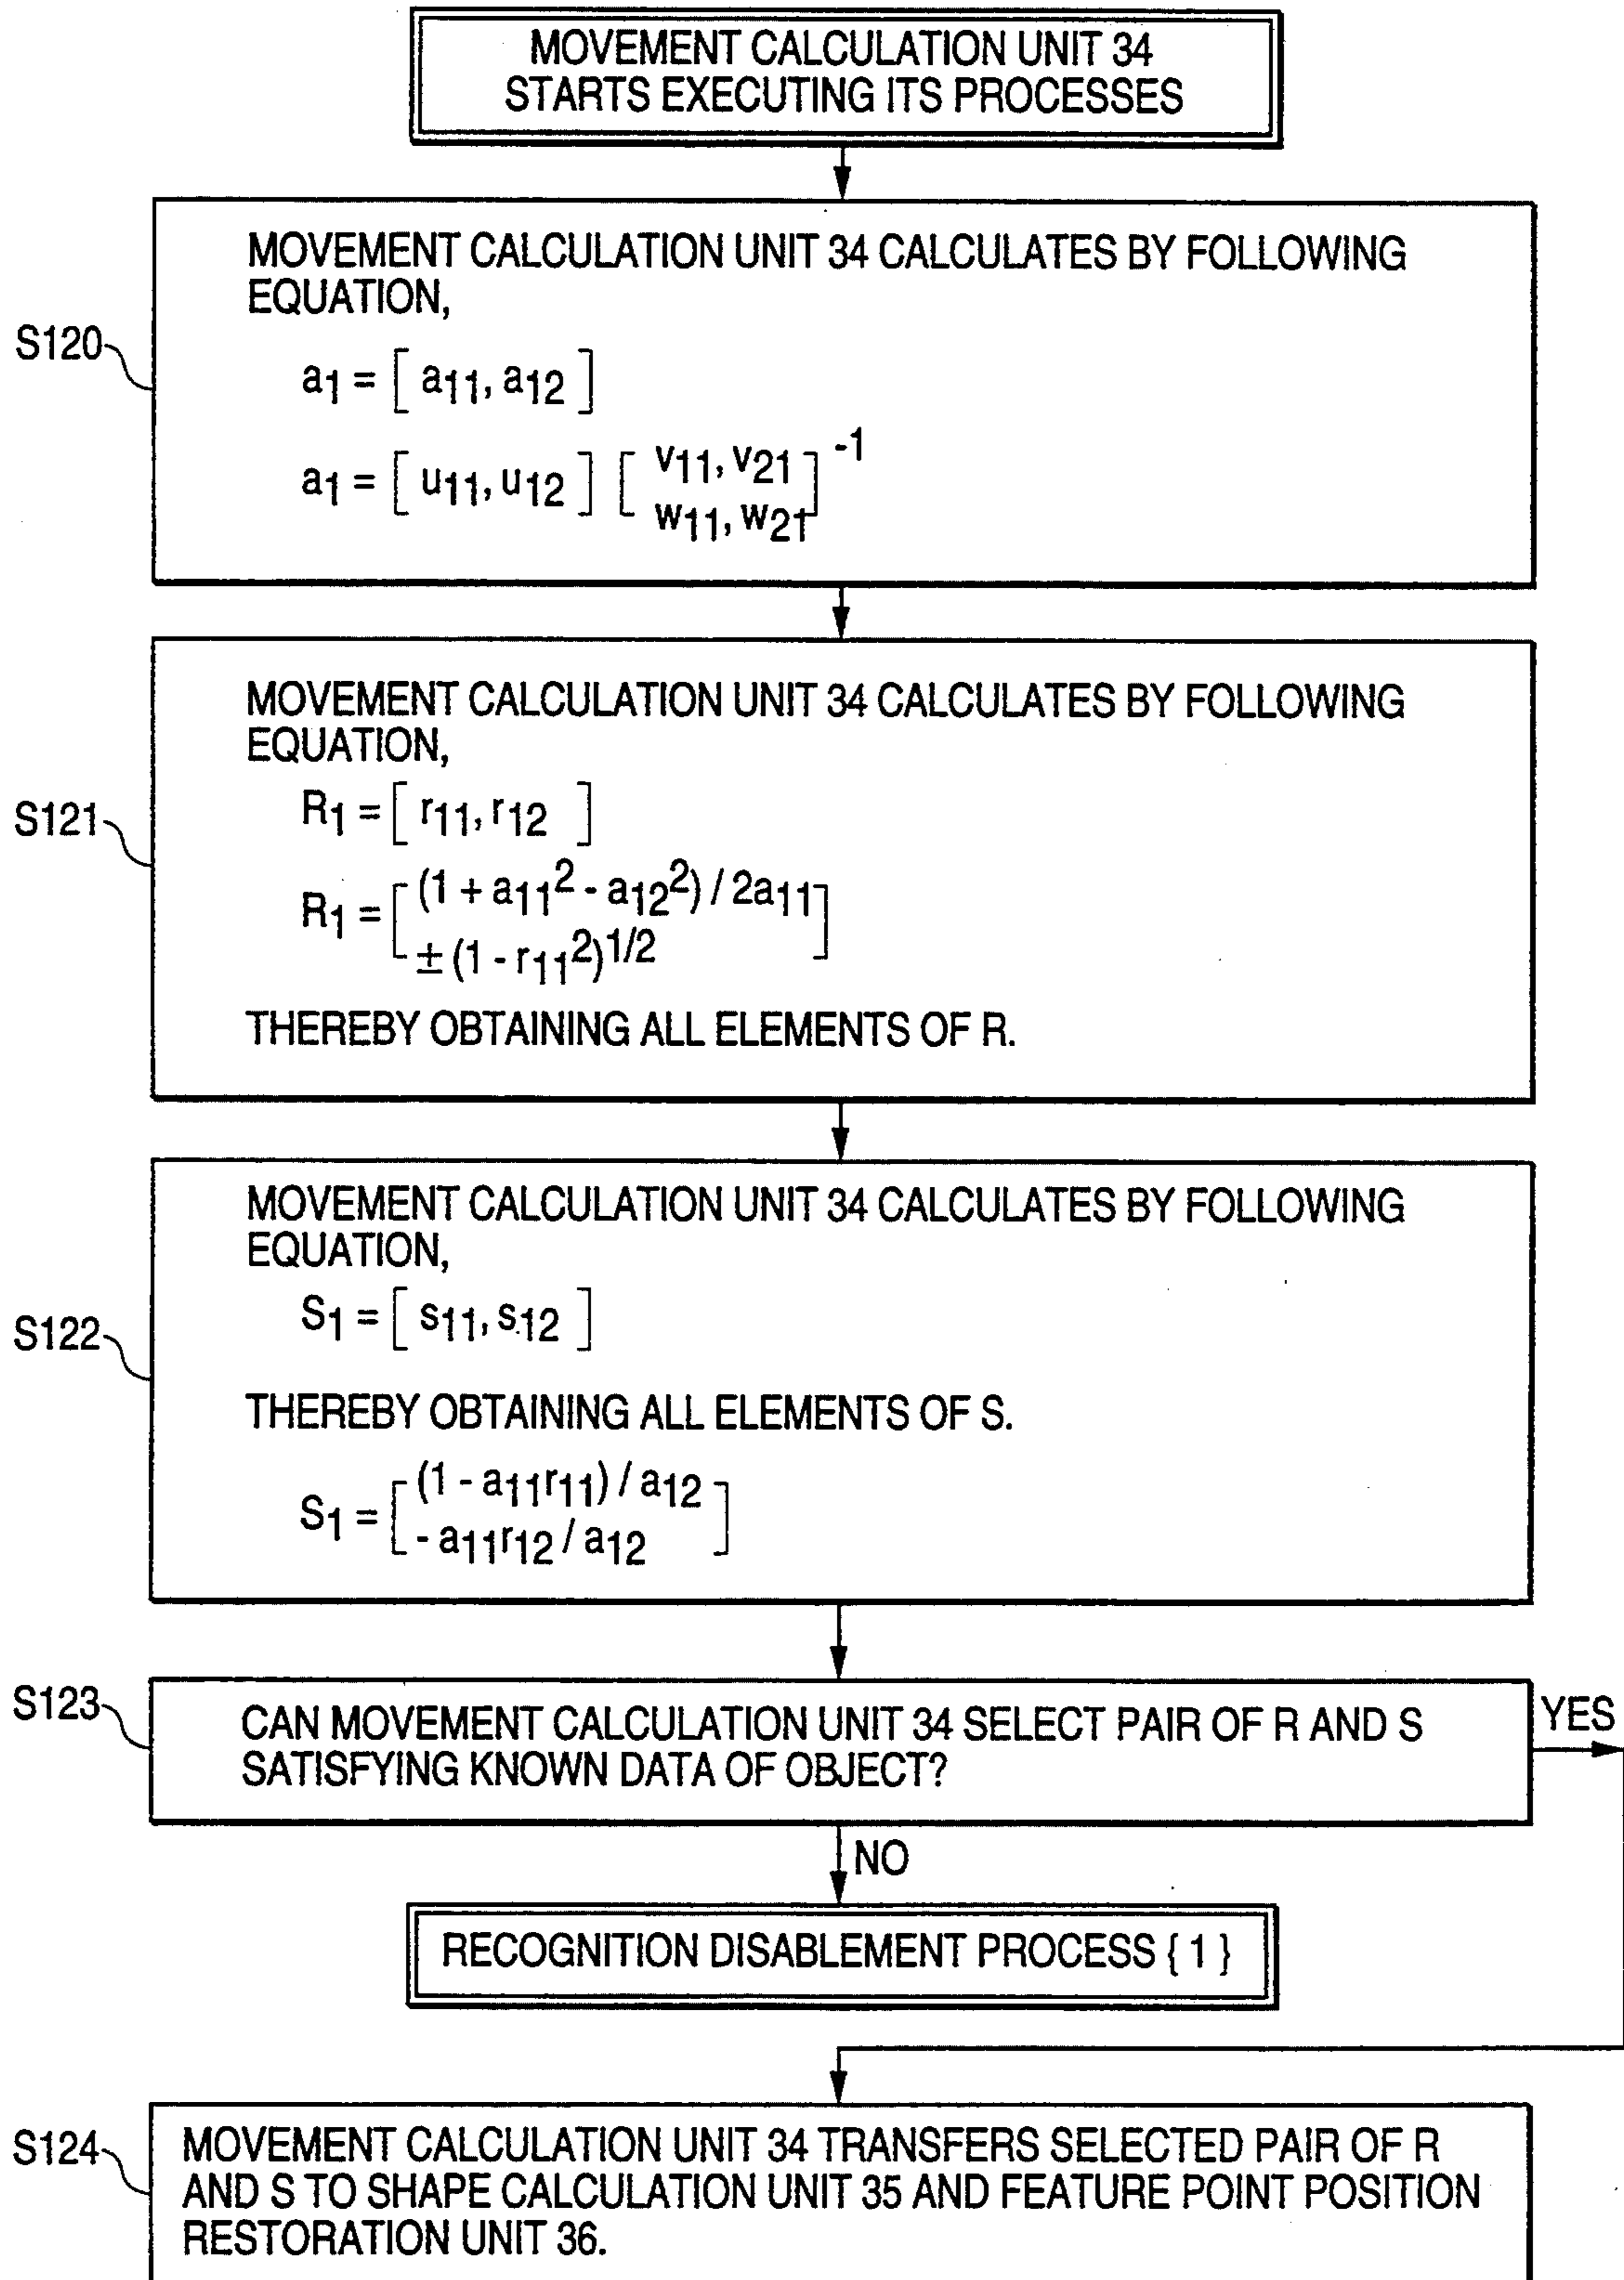 MOVEMENT CALCULATION UNIT 34
STARTS EXECUTING ITS PROCESSES
S120
MOVEMENT CALCULATION UNIT 34 CALCULATES BY FOLLOWING
EQUATION,
a1 = [ a11, a12 ]
a1 = [ u11, u12 ] [ v11, v21 ] -1
w11, w21
S121
MOVEMENT CALCULATION UNIT 34 CALCULATES BY FOLLOWING
EQUATION,
R1 = [ r11, r12 ]
R1 = [ (1 + a11² - a12²) / 2a11 ]
± (1 - r11²)1/2
THEREBY OBTAINING ALL ELEMENTS OF R.
S122
MOVEMENT CALCULATION UNIT 34 CALCULATES BY FOLLOWING
EQUATION,
S1 = [ s11, s12 ]
THEREBY OBTAINING ALL ELEMENTS OF S.
S1 = [ (1 - a11r11) / a12 ]
- a11r12 / a12
S123
CAN MOVEMENT CALCULATION UNIT 34 SELECT PAIR OF R AND S
SATISFYING KNOWN DATA OF OBJECT?
YES
NO
RECOGNITION DISABLEMENT PROCESS { 1 }
S124
MOVEMENT CALCULATION UNIT 34 TRANSFERS SELECTED PAIR OF R
AND S TO SHAPE CALCULATION UNIT 35 AND FEATURE POINT POSITION
RESTORATION UNIT 36.